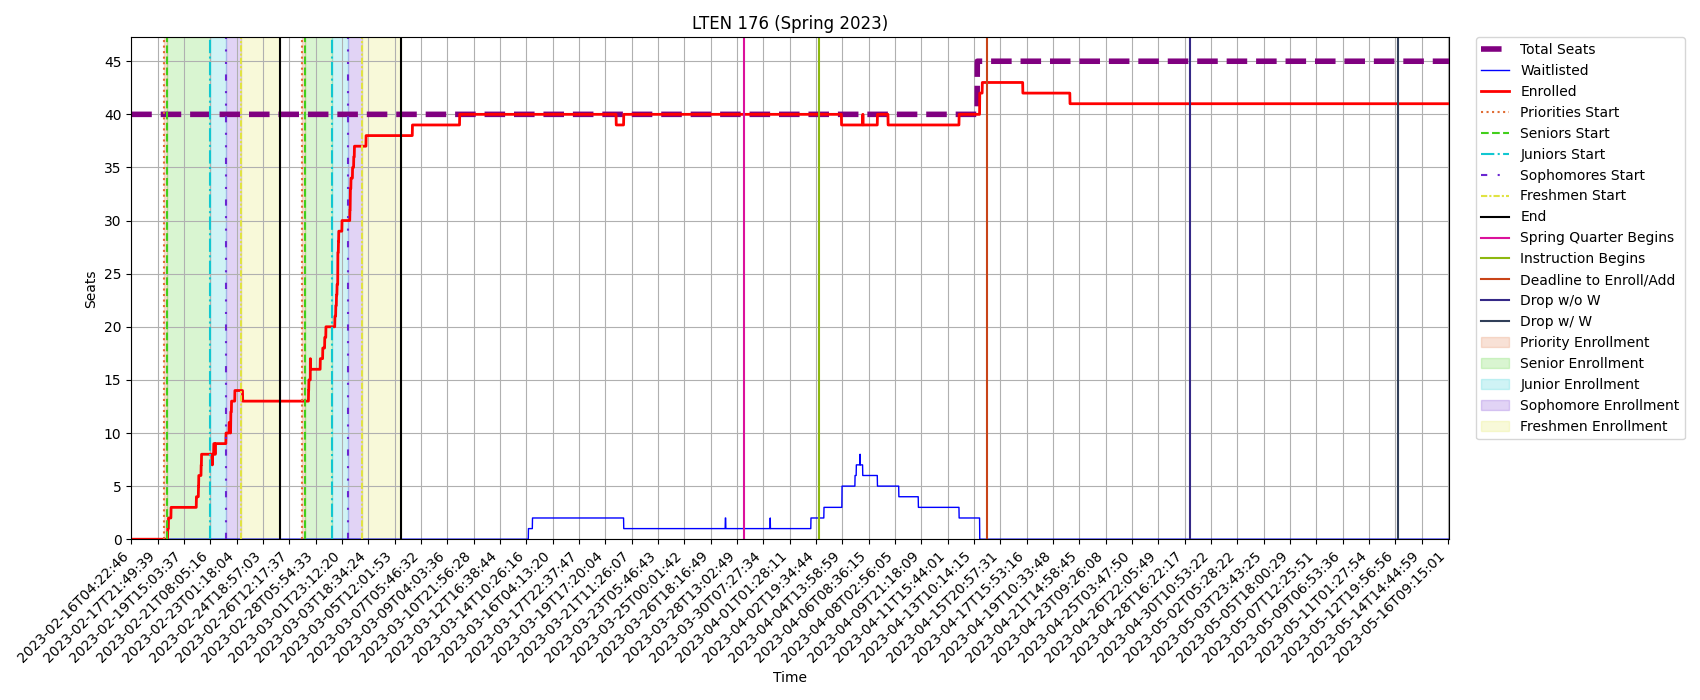 LTEN 176 (Spring 2023)
Seats
45
40
35
30
25
20
15
10
5
0
2023-02-16T04:22:46
2023-02-17T21:49:39
2023-02-19T15:03:37
2023-02-21T08:05:16
2023-02-23T01:18:04
2023-02-24T18:57:03
2023-02-26T12:17:37
2023-02-28T05:54:33
2023-03-01T23:12:20
2023-03-03T18:34:24
2023-03-05T12:01:53
2023-03-07T05:46:32
2023-03-09T04:03:36
2023-03-12T11:56:28
2023-03-14T16:38:44
2023-03-14T10:26:16
2023-03-16T04:13:20
2023-03-17T22:37:47
2023-03-19T17:20:04
2023-03-21T11:26:07
2023-03-23T05:46:43
2023-03-25T00:01:42
2023-03-26T18:16:49
2023-03-28T13:02:49
2023-03-30T07:27:34
2023-04-01T01:28:11
2023-04-02T19:34:44
2023-04-04T13:58:59
2023-04-06T08:36:15
2023-04-08T02:56:05
2023-04-09T21:18:09
2023-04-11T15:44:01
2023-04-13T10:14:15
2023-04-15T20:57:31
2023-04-17T15:53:16
2023-04-19T10:33:48
2023-04-21T14:58:45
2023-04-23T09:26:08
2023-04-25T03:47:50
2023-04-26T22:05:49
2023-04-28T16:22:17
2023-04-30T10:53:22
2023-05-02T05:28:22
2023-05-03T23:43:25
2023-05-05T18:00:29
2023-05-07T12:25:51
2023-05-09T06:53:36
2023-05-11T01:27:54
2023-05-12T19:56:56
2023-05-14T14:44:59
2023-05-16T09:15:01
Time
Total Seats
Waitlisted
Enrolled
Priorities Start
Seniors Start
Juniors Start
Sophomores Start
Freshmen Start
End
Spring Quarter Begins
Instruction Begins
Deadline to Enroll/Add
Drop w/o W
Drop w/ W
Priority Enrollment
Senior Enrollment
Junior Enrollment
Sophomore Enrollment
Freshmen Enrollment